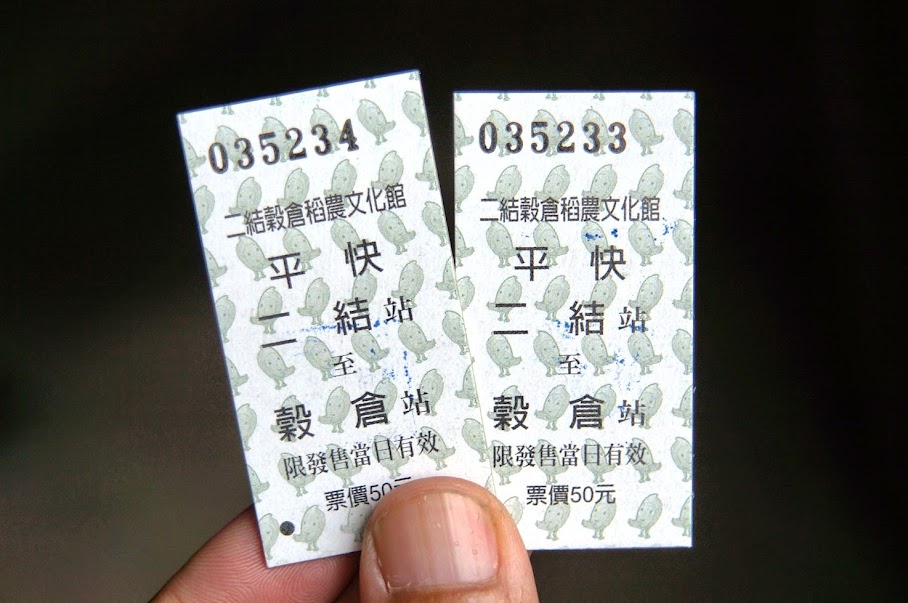 035234
二結穀倉稻農文化館
平快
二結站
至
穀倉站
限發售當日有效
票價50元
035233
二結穀倉稻農文化館
平快
二結站
至
穀倉站
限發售當日有效
票價50元